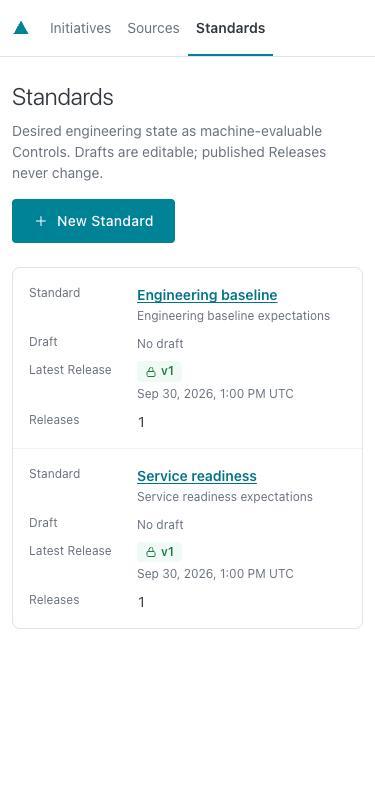 Initiatives Sources Standards
Standards
Desired engineering state as machine-evaluable
Controls. Drafts are editable; published Releases
never change.
+ New Standard
Standard Engineering baseline
Engineering baseline expectations
Draft No draft
Latest Release v1
Sep 30, 2026, 1:00 PM UTC
Releases 1
Standard Service readiness
Service readiness expectations
Draft No draft
Latest Release v1
Sep 30, 2026, 1:00 PM UTC
Releases 1